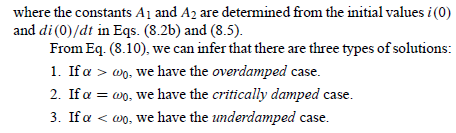 where the constants A₁ and A₂ are determined from the initial values i(0)
and di(0)/dt in Eqs. (8.2b) and (8.5).
From Eq. (8.10), we can infer that there are three types of solutions:
1. If α > ω₀, we have the overdamped case.
2. If α = ω₀, we have the critically damped case.
3. If α < ω₀, we have the underdamped case.